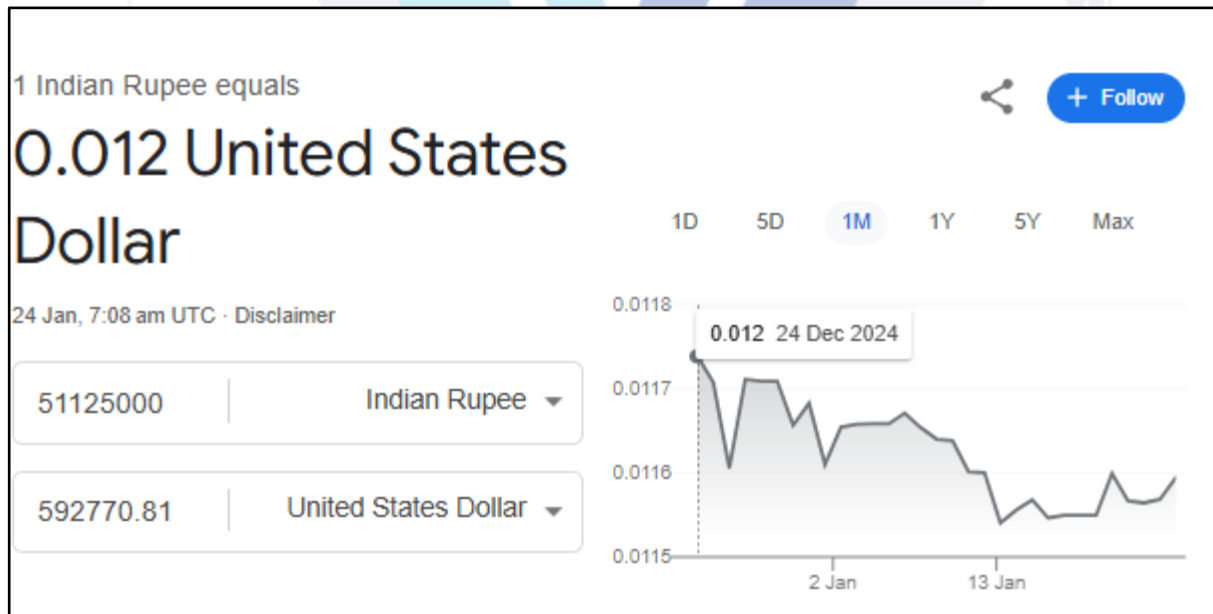 1 Indian Rupee equals
0.012 United States
Dollar
24 Jan, 7:08 am UTC · Disclaimer
51125000 Indian Rupee
592770.81 United States Dollar
+ Follow
1D 5D 1M 1Y 5Y Max
0.0118
0.012 24 Dec 2024
0.0117
0.0116
0.0115
2 Jan 13 Jan